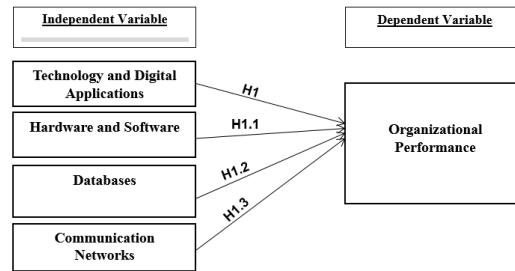 Independent Variable
Dependent Variable
Technology and Digital
Applications
H1
Hardware and Software
H1.1
Organizational
Performance
Databases
H1.2
Communication
Networks
H1.3